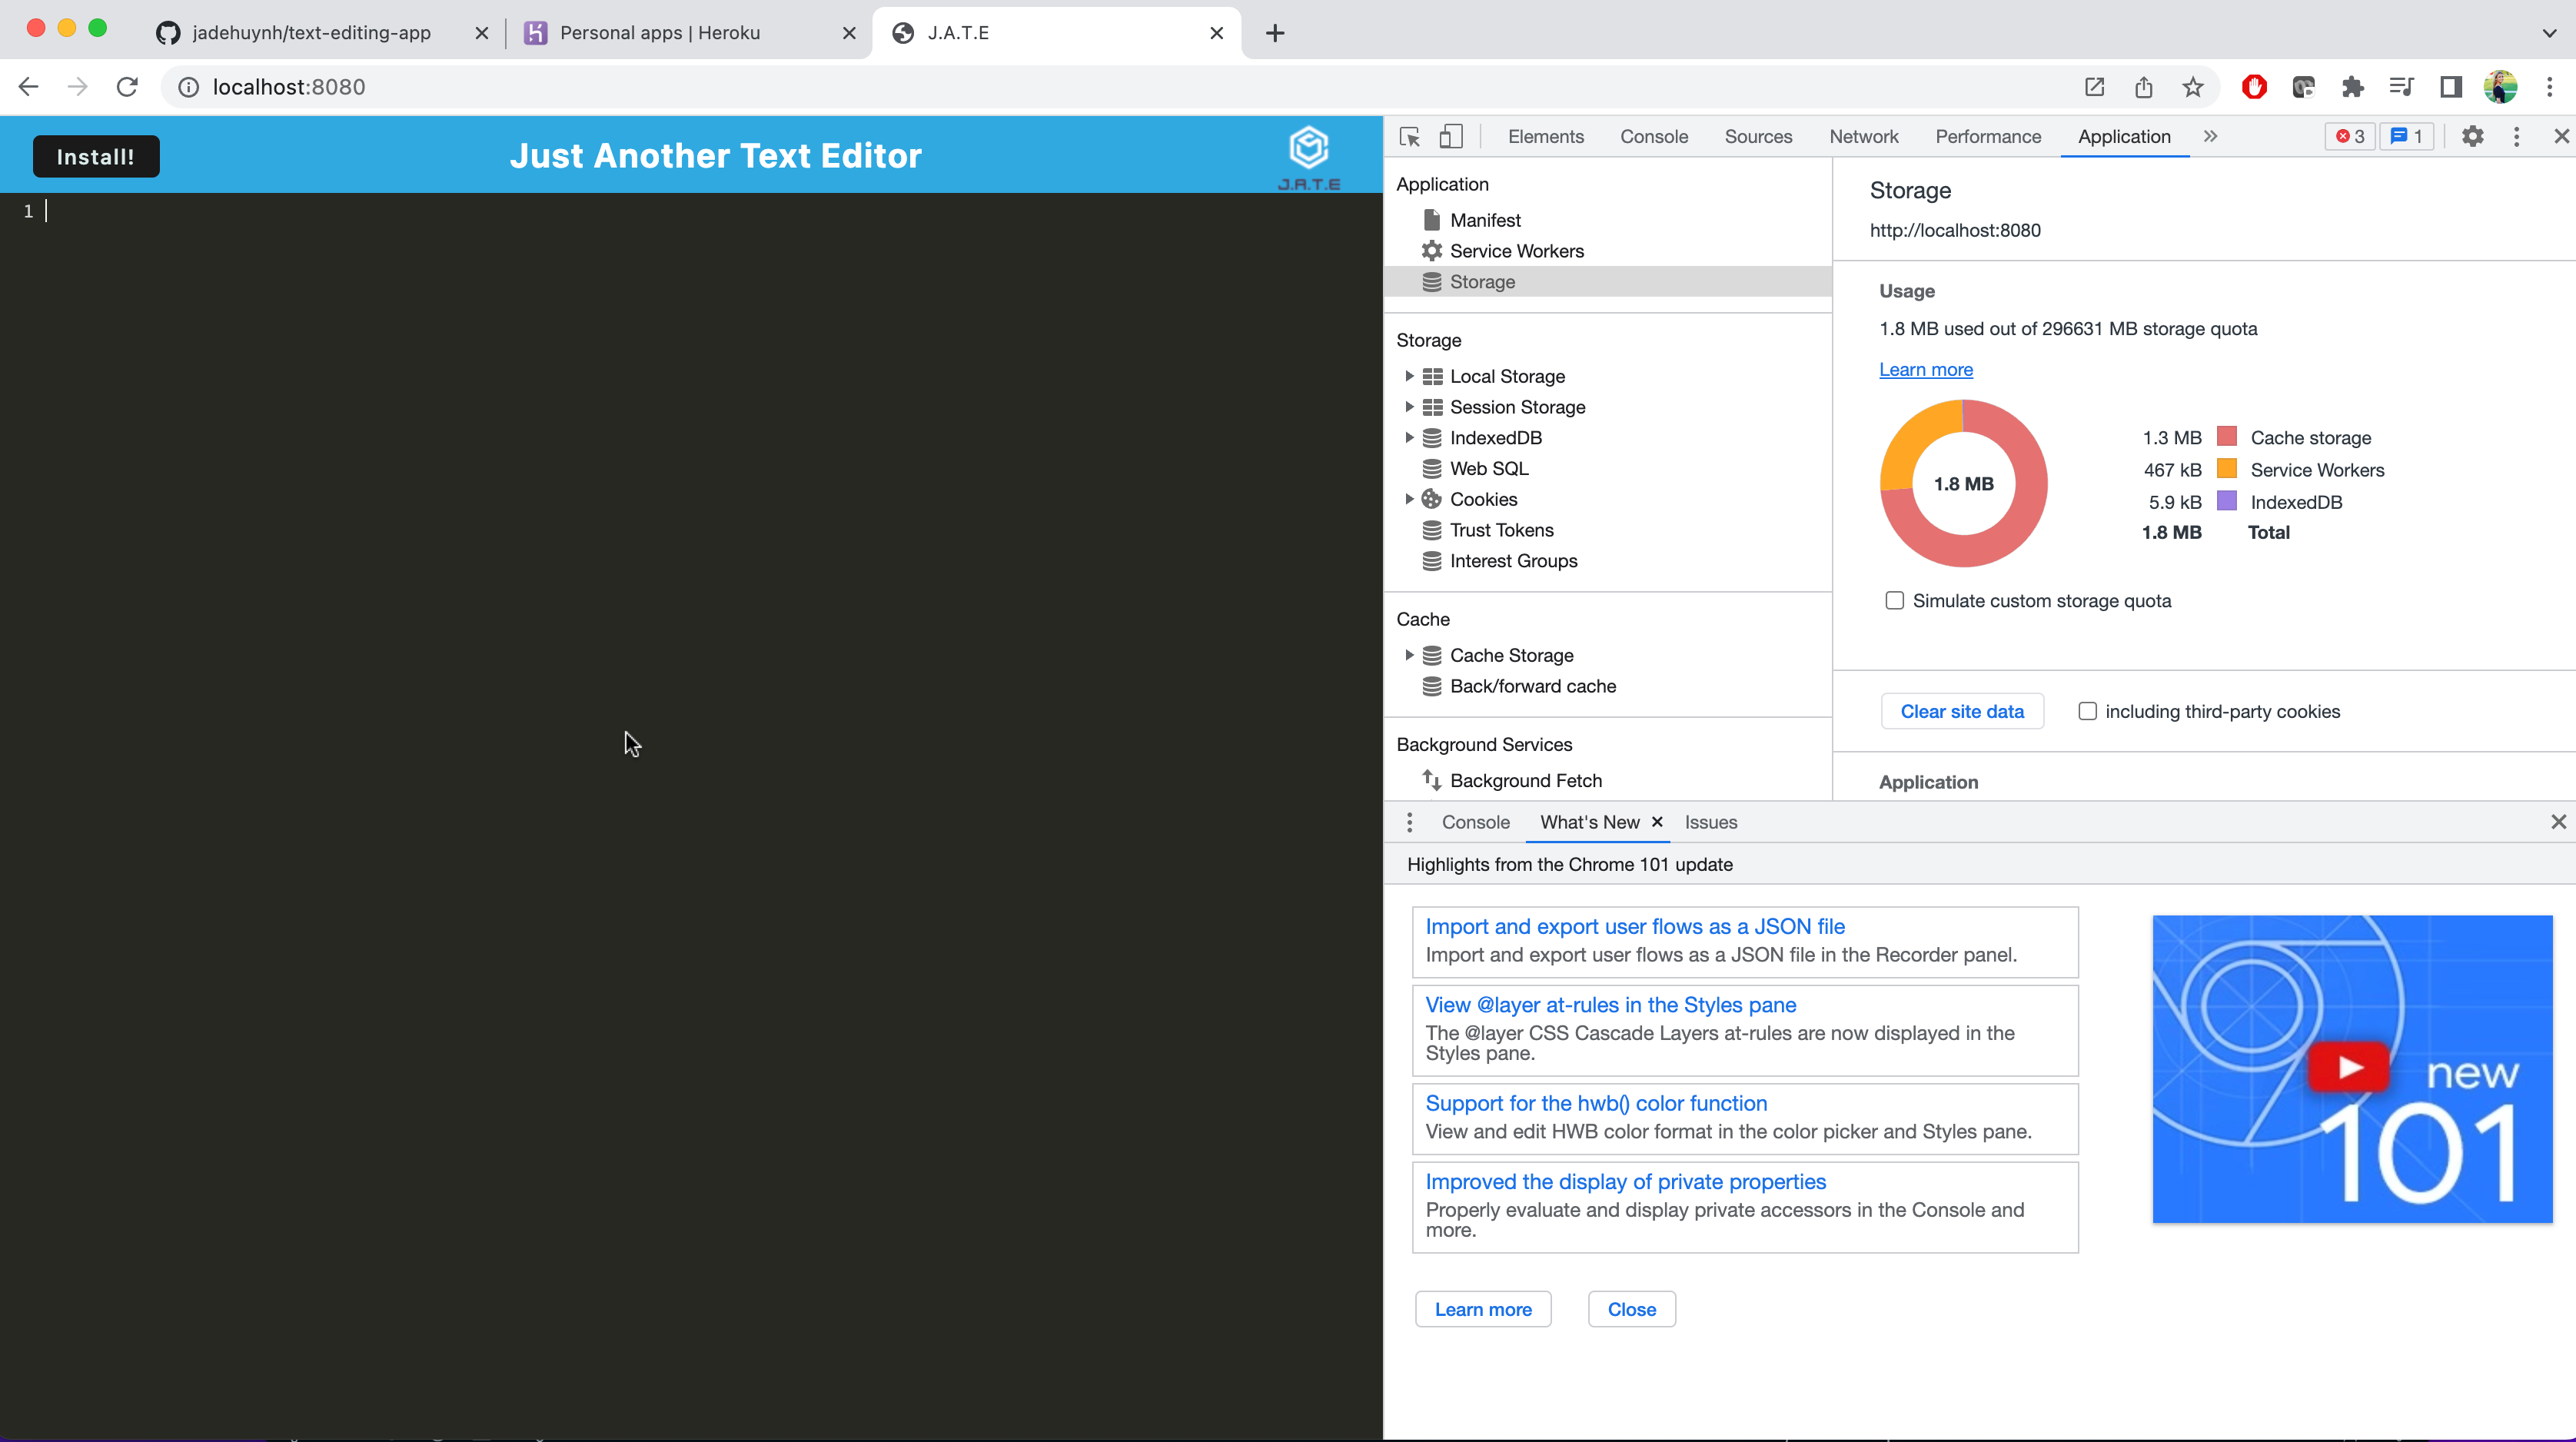 jadehuynh/text-editing-app
Personal apps | Heroku
J.A.T.E
localhost:8080
Install!
Just Another Text Editor
J.A.T.E
1
Elements Console Sources Network Performance Application
3
1
Application
Manifest
Service Workers
Storage
Storage
Local Storage
Session Storage
IndexedDB
Web SQL
Cookies
Trust Tokens
Interest Groups
Cache
Cache Storage
Back/forward cache
Background Services
Background Fetch
Storage
http://localhost:8080
Usage
1.8 MB used out of 296631 MB storage quota
Learn more
1.8 MB
1.3 MB Cache storage
467 kB Service Workers
5.9 kB IndexedDB
1.8 MB Total
Simulate custom storage quota
Clear site data
including third-party cookies
Application
Console What's New Issues
Highlights from the Chrome 101 update
Import and export user flows as a JSON file
Import and export user flows as a JSON file in the Recorder panel.
View @layer at-rules in the Styles pane
The @layer CSS Cascade Layers at-rules are now displayed in the
Styles pane.
Support for the hwb() color function
View and edit HWB color format in the color picker and Styles pane.
Improved the display of private properties
Properly evaluate and display private accessors in the Console and
more.
new
101
Learn more
Close